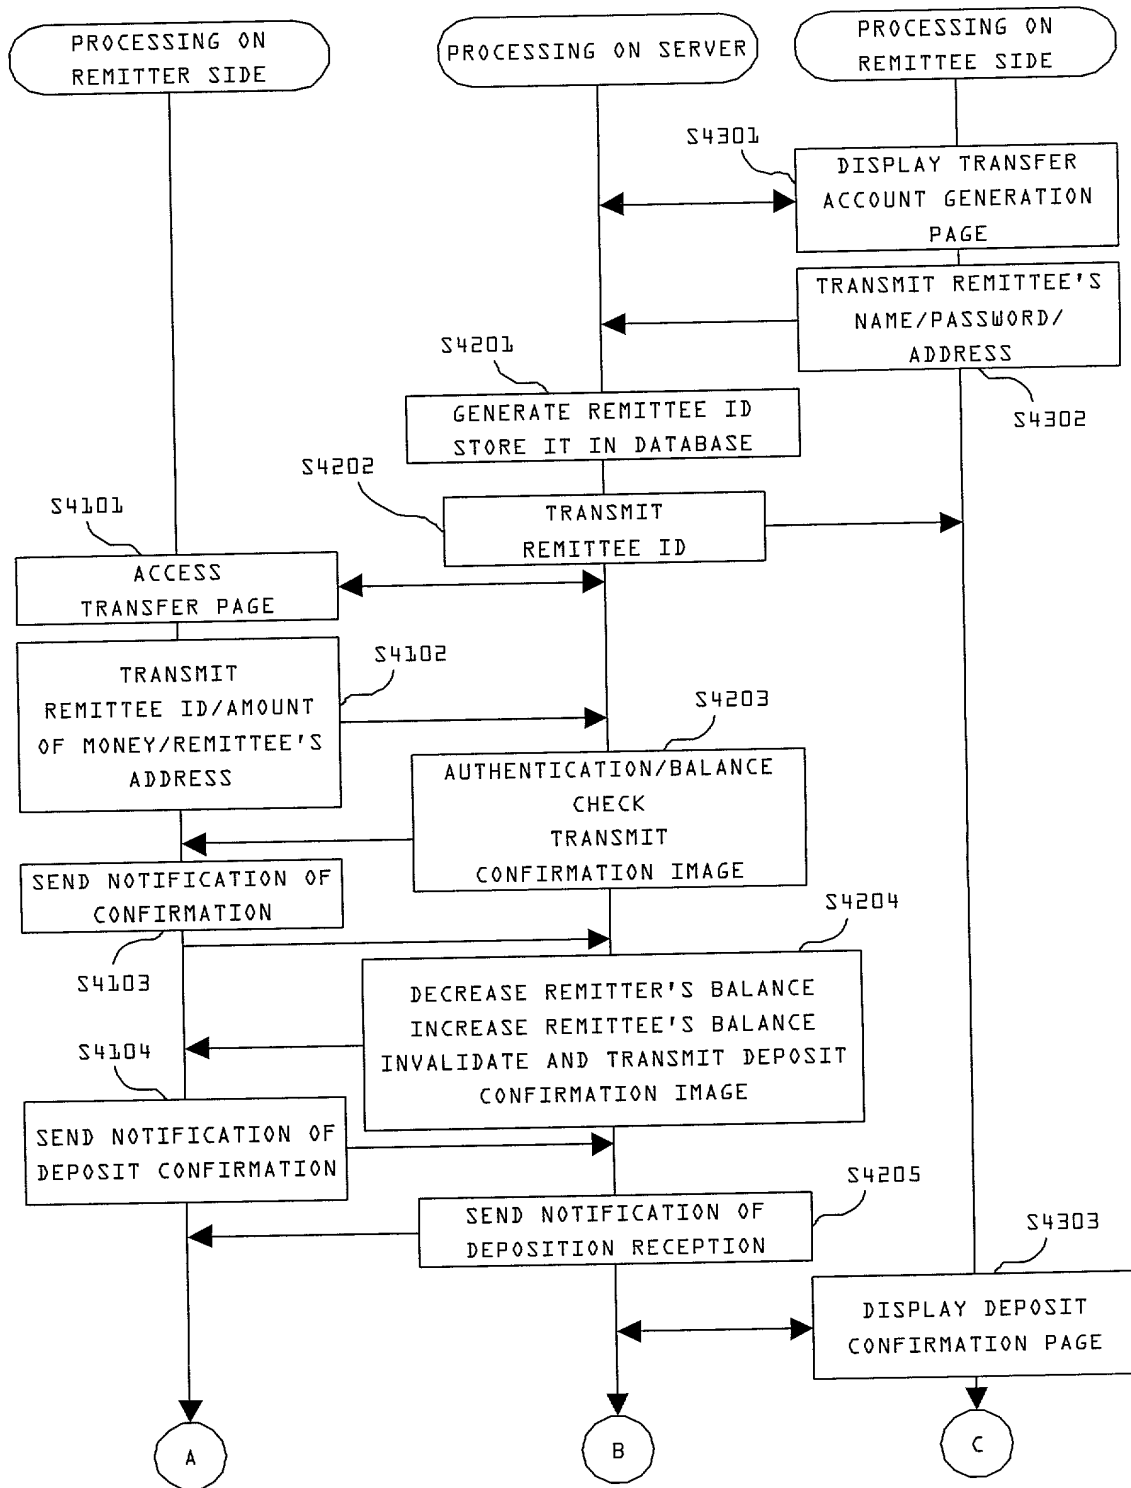 PROCESSING ON
REMITTER SIDE
PROCESSING ON SERVER
PROCESSING ON
REMITTEE SIDE
S4301
DISPLAY TRANSFER
ACCOUNT GENERATION
PAGE
TRANSMIT REMITTEE'S
NAME/PASSWORD/
ADDRESS
S4302
S4201
GENERATE REMITTEE ID
STORE IT IN DATABASE
S4202
TRANSMIT
REMITTEE ID
S4101
ACCESS
TRANSFER PAGE
S4102
TRANSMIT
REMITTEE ID/AMOUNT
OF MONEY/REMITTEE'S
ADDRESS
S4203
AUTHENTICATION/BALANCE
CHECK
TRANSMIT
CONFIRMATION IMAGE
SEND NOTIFICATION OF
CONFIRMATION
S4103
S4204
DECREASE REMITTER'S BALANCE
INCREASE REMITTEE'S BALANCE
INVALIDATE AND TRANSMIT DEPOSIT
CONFIRMATION IMAGE
S4104
SEND NOTIFICATION OF
DEPOSIT CONFIRMATION
S4205
SEND NOTIFICATION OF
DEPOSITION RECEPTION
S4303
DISPLAY DEPOSIT
CONFIRMATION PAGE
A
B
C